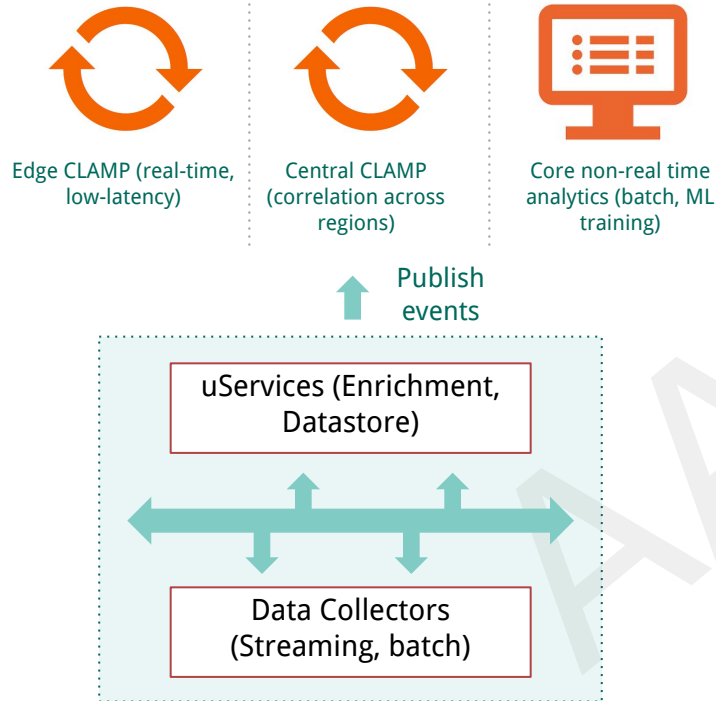 Edge CLAMP (real-time,
low-latency)
Central CLAMP
(correlation across
regions)
Core non-real time
analytics (batch, ML
training)
Publish
events
uServices (Enrichment,
Datastore)
Data Collectors
(Streaming, batch)